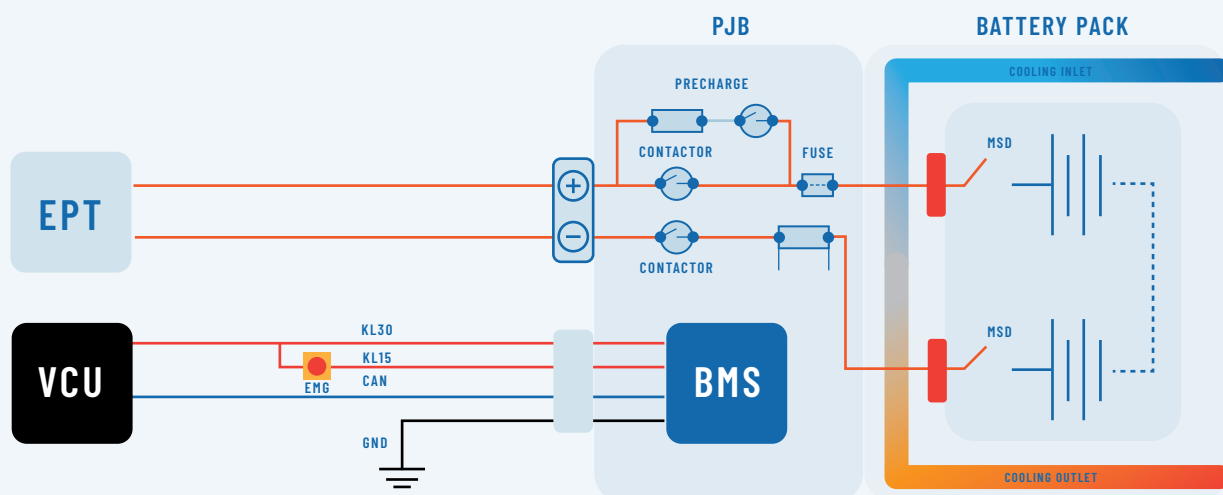 PJB
BATTERY PACK
COOLING INLET
PRECHARGE
MSD
CONTACTOR
FUSE
EPT
+
−
CONTACTOR
KL30
MSD
KL15
VCU
CAN
BMS
EMG
GND
COOLING OUTLET